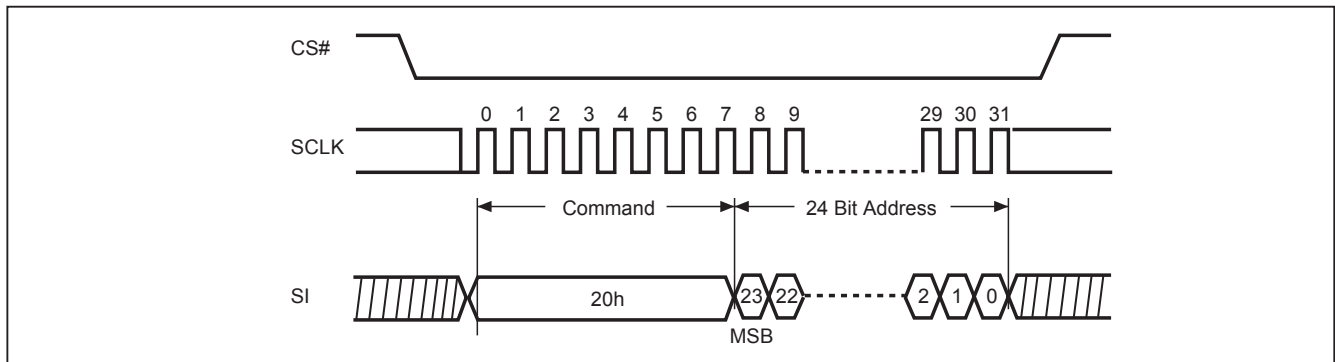 CS#
0 1 2 3 4 5 6 7 8 9 29 30 31
SCLK
Command 24 Bit Address
SI 20h 23 22 2 1 0
MSB